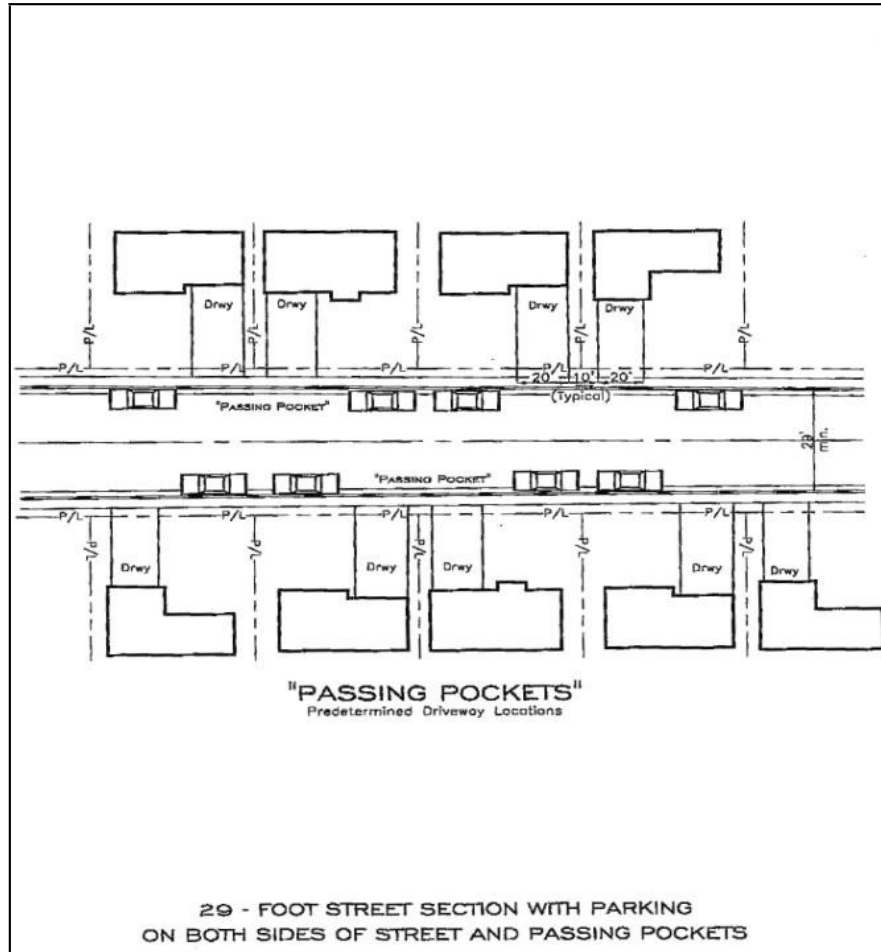 Drwy Drwy Drwy Drwy
P/L P/L P/L P/L P/L
P/L P/L P/L P/L P/L
20' 10' 20'
(Typical)
"PASSING POCKET"
29' min.
"PASSING POCKET"
P/L P/L P/L P/L P/L
P/L P/L P/L P/L P/L
Drwy Drwy Drwy Drwy Drwy
"PASSING POCKETS"
Predetermined Driveway Locations
29 - FOOT STREET SECTION WITH PARKING
ON BOTH SIDES OF STREET AND PASSING POCKETS